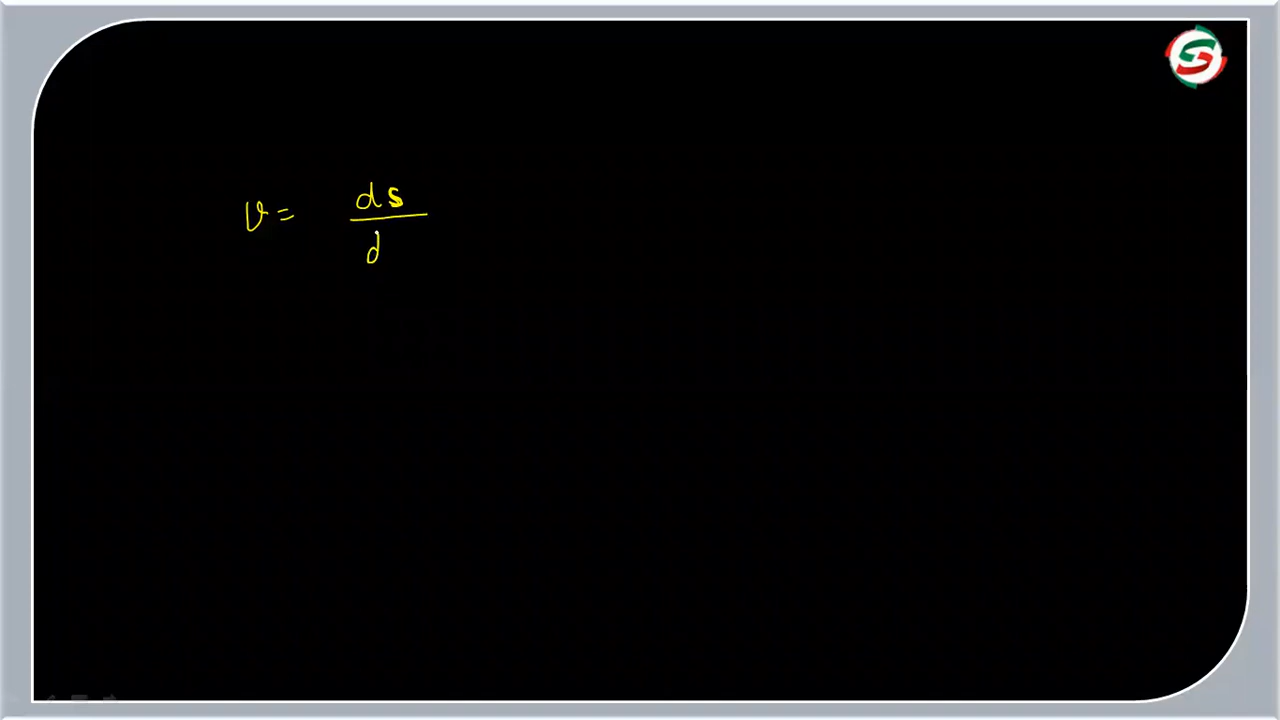 v = ds/d